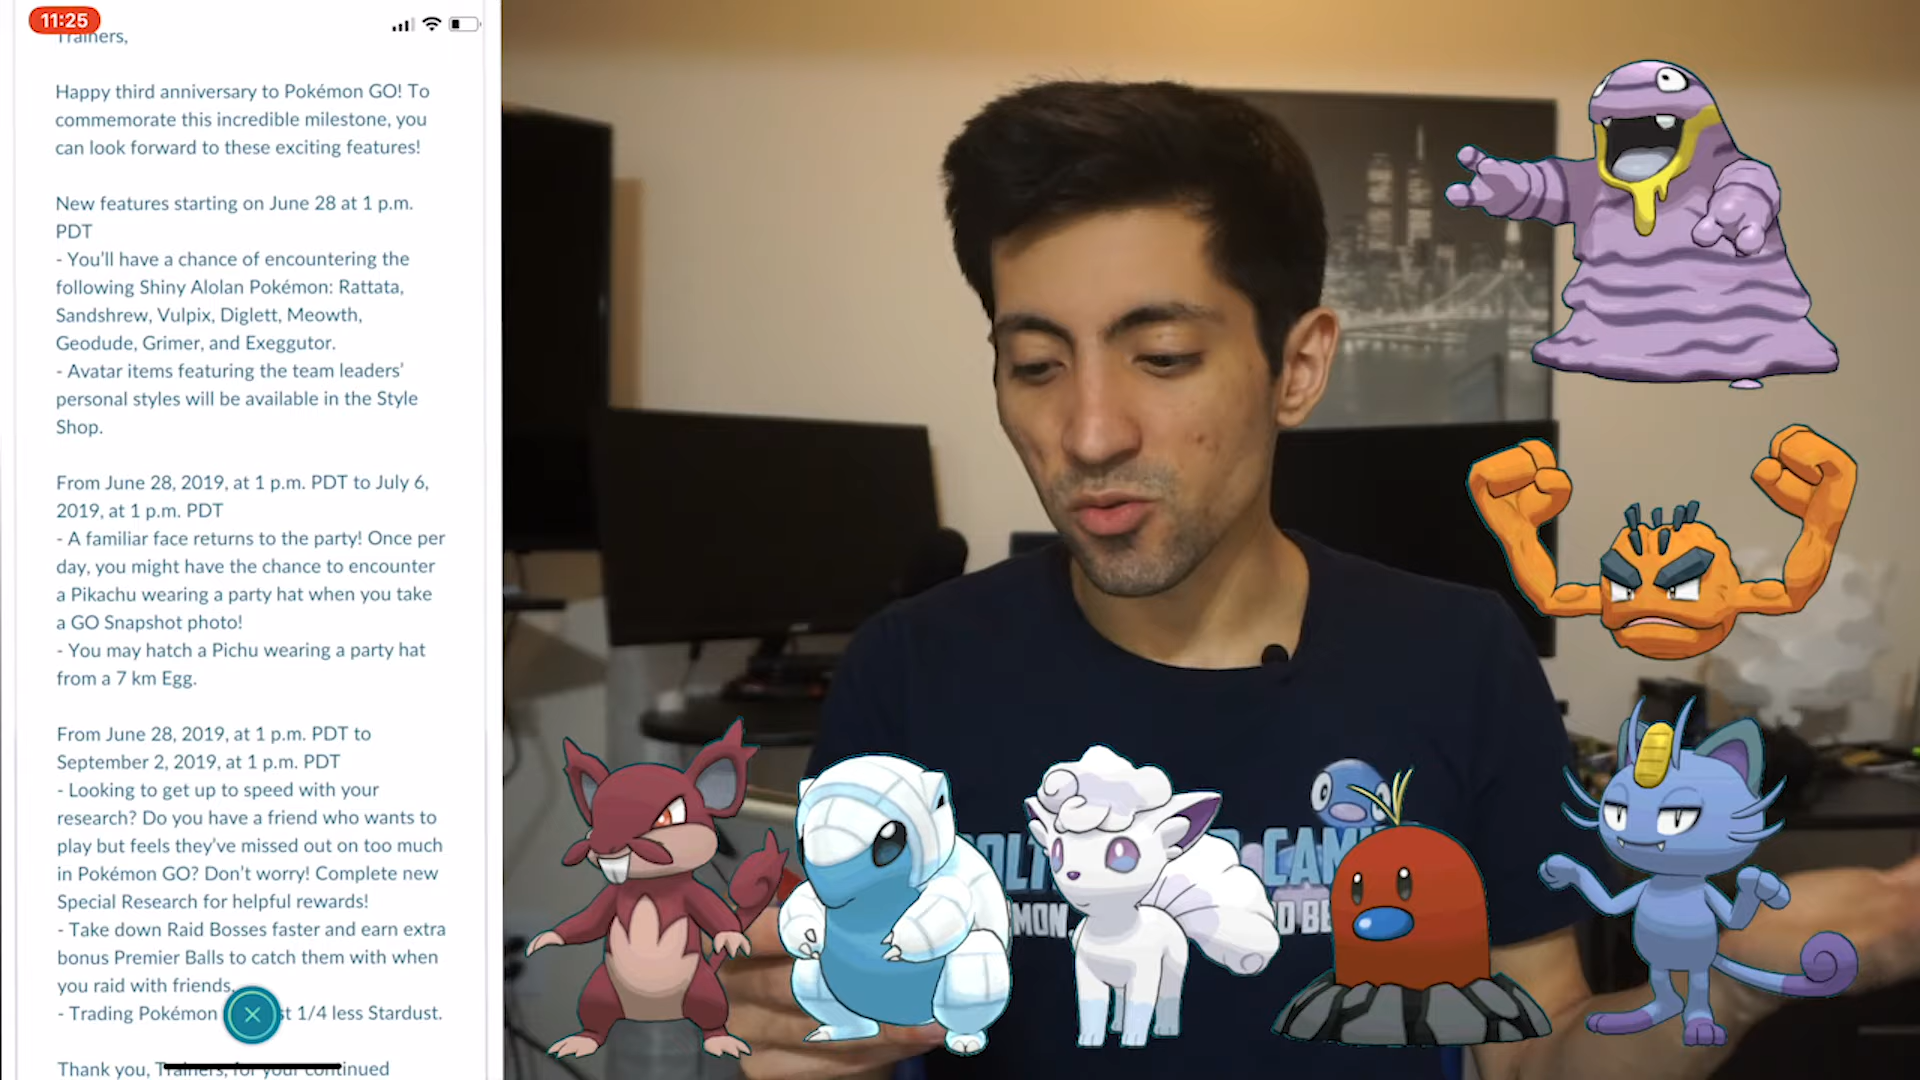 11:25
Trainers,
Happy third anniversary to Pokémon GO! To
commemorate this incredible milestone, you
can look forward to these exciting features!
New features starting on June 28 at 1 p.m.
PDT
- You'll have a chance of encountering the
following Shiny Alolan Pokémon: Rattata,
Sandshrew, Vulpix, Diglett, Meowth,
Geodude, Grimer, and Exeggutor.
- Avatar items featuring the team leaders'
personal styles will be available in the Style
Shop.
From June 28, 2019, at 1 p.m. PDT to July 6,
2019, at 1 p.m. PDT
- A familiar face returns to the party! Once per
day, you might have the chance to encounter
a Pikachu wearing a party hat when you take
a GO Snapshot photo!
- You may hatch a Pichu wearing a party hat
from a 7 km Egg.
From June 28, 2019, at 1 p.m. PDT to
September 2, 2019, at 1 p.m. PDT
- Looking to get up to speed with your
research? Do you have a friend who wants to
play but feels they've missed out on too much
in Pokémon GO? Don't worry! Complete new
Special Research for helpful rewards!
- Take down Raid Bosses faster and earn extra
bonus Premier Balls to catch them with when
you raid with friends.
- Trading Pokémon 1/4 less Stardust.
Thank you, Trainers, for your continued